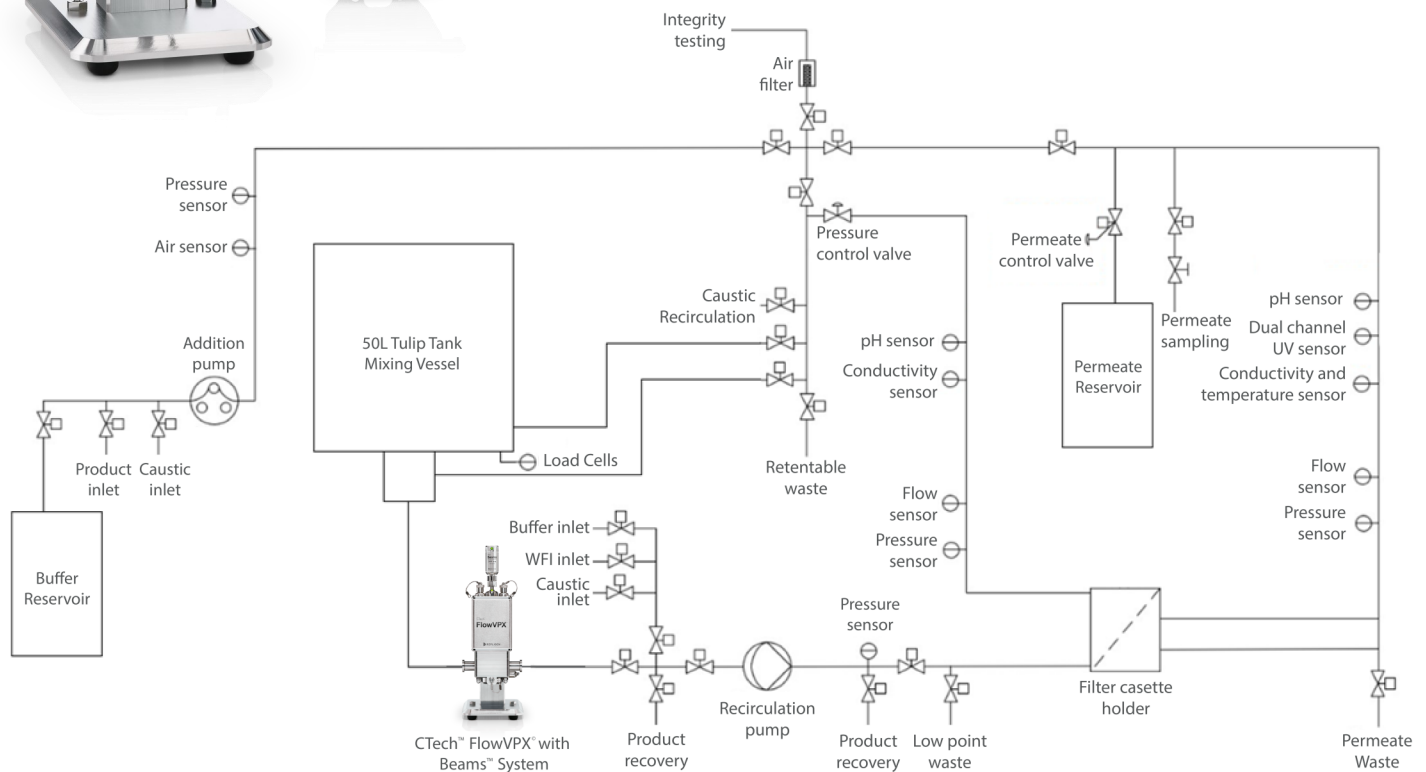 Integrity
testing
Air
filter
Pressure
sensor
Air sensor
Addition
pump
Product
inlet
Caustic
inlet
Buffer
Reservoir
50L Tulip Tank
Mixing Vessel
Load Cells
Caustic
Recirculation
Pressure
control valve
pH sensor
Conductivity
sensor
Retentable
waste
Flow
sensor
Pressure
sensor
Permeate
control valve
Permeate
Reservoir
Permeate
sampling
pH sensor
Dual channel
UV sensor
Conductivity and
temperature sensor
Flow
sensor
Pressure
sensor
Buffer inlet
WFI inlet
Caustic
inlet
FlowVPX
CTech™ FlowVPX® with
Beams™ System
Product
recovery
Recirculation
pump
Pressure
sensor
Product
recovery
Low point
waste
Filter casette
holder
Permeate
Waste